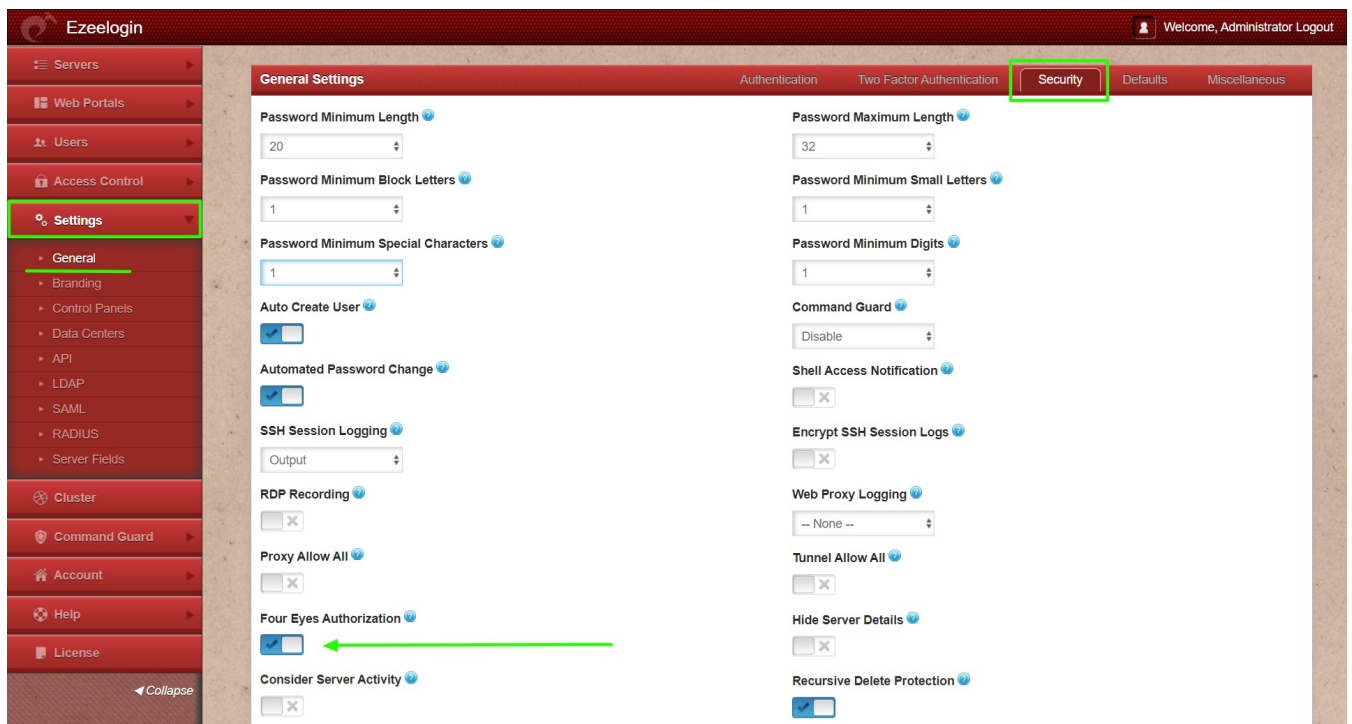 Ezeelogin
Welcome, Administrator Logout
Servers
Web Portals
Users
Access Control
Settings
General
Branding
Control Panels
Data Centers
API
LDAP
SAML
RADIUS
Server Fields
Cluster
Command Guard
Account
Help
License
Collapse
General Settings
Authentication Two Factor Authentication Security Defaults Miscellaneous
Password Minimum Length Password Maximum Length
20 32
Password Minimum Block Letters Password Minimum Small Letters
1 1
Password Minimum Special Characters Password Minimum Digits
1 1
Auto Create User Command Guard
Disable
Automated Password Change Shell Access Notification
SSH Session Logging Encrypt SSH Session Logs
Output
RDP Recording Web Proxy Logging
-- None --
Proxy Allow All Tunnel Allow All
Four Eyes Authorization Hide Server Details
Consider Server Activity Recursive Delete Protection